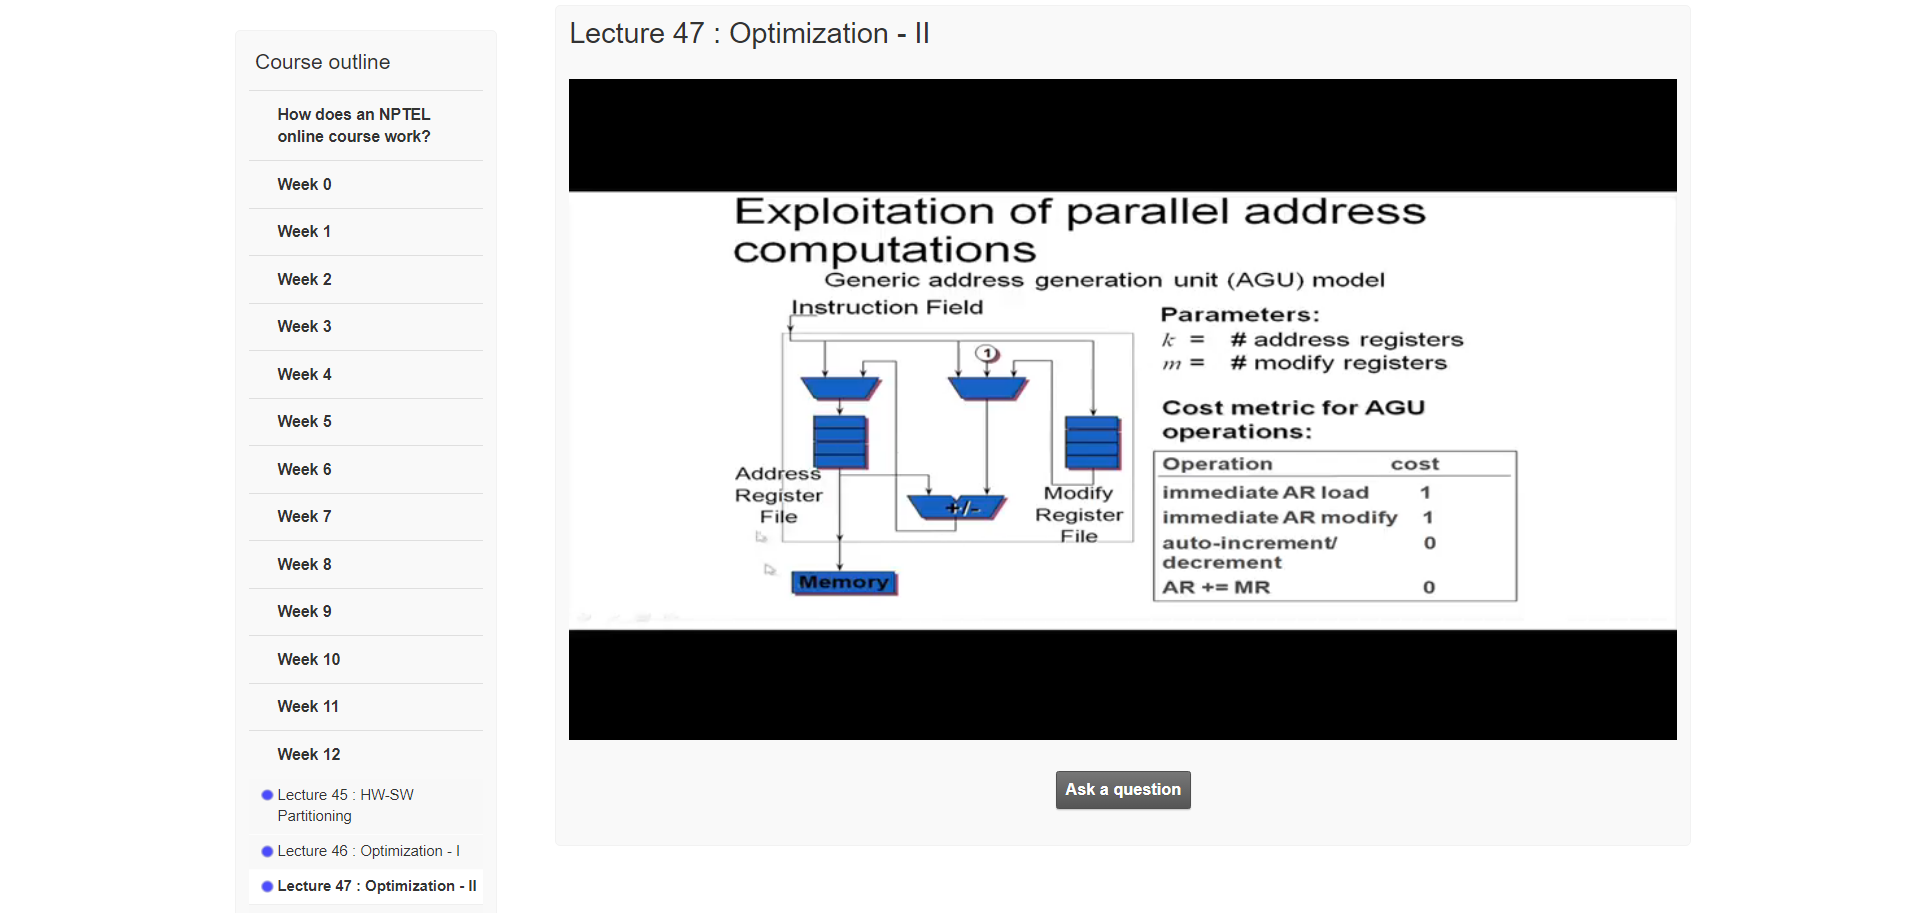 Course outline
How does an NPTEL
online course work?
Week 0
Week 1
Week 2
Week 3
Week 4
Week 5
Week 6
Week 7
Week 8
Week 9
Week 10
Week 11
Week 12
Lecture 45 : HW-SW
Partitioning
Lecture 46 : Optimization - I
Lecture 47 : Optimization - II
Lecture 47 : Optimization - II
Exploitation of parallel address
computations
Generic address generation unit (AGU) model
Instruction Field
1
Address
Register
File
+/-
Modify
Register
File
Memory
Parameters:
k = # address registers
m = # modify registers
Cost metric for AGU
operations:
Operation cost
immediate AR load 1
immediate AR modify 1
auto-increment/ 0
decrement
AR += MR 0
Ask a question